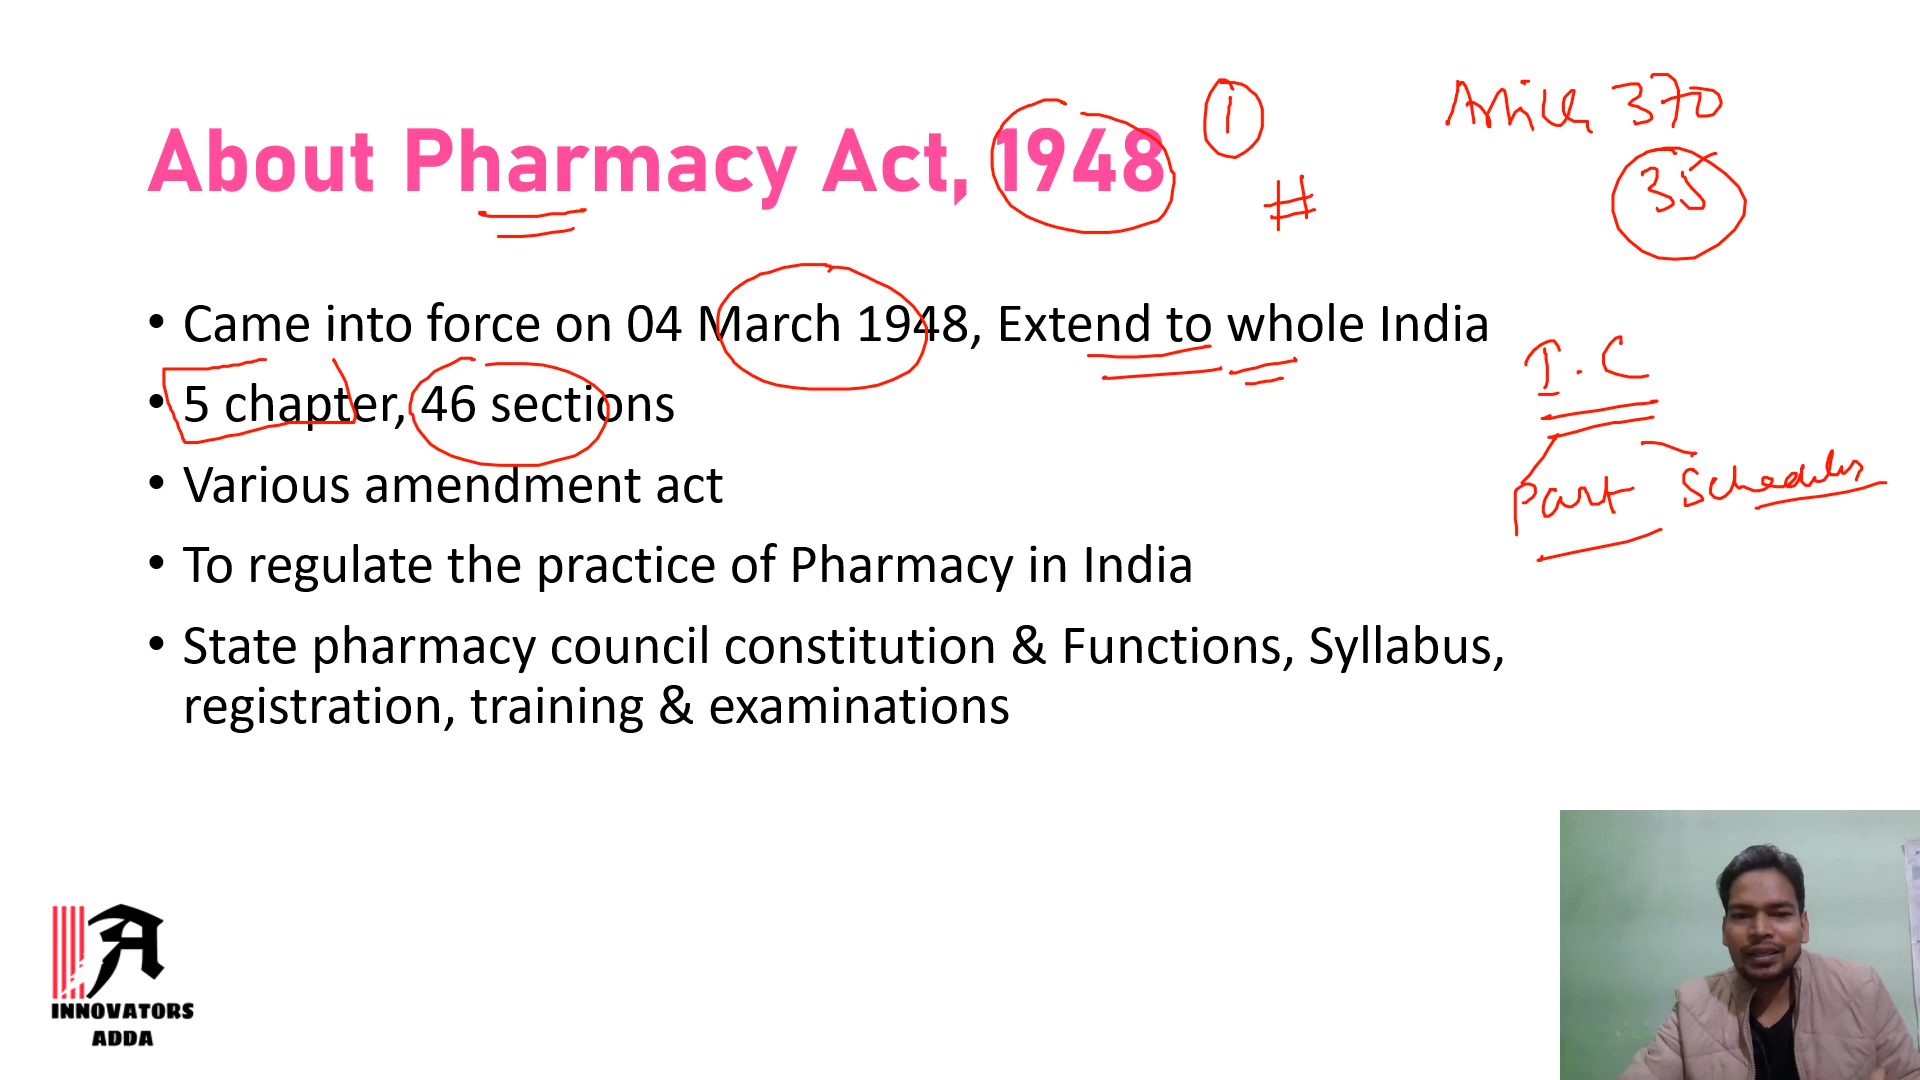 About Pharmacy Act, 1948
1
#
Article 370
35
• Came into force on 04 March 1948, Extend to whole India
• 5 chapter, 46 sections
• Various amendment act
• To regulate the practice of Pharmacy in India
• State pharmacy council constitution & Functions, Syllabus,
registration, training & examinations
I.C
Part Schedules
INNOVATORS
ADDA